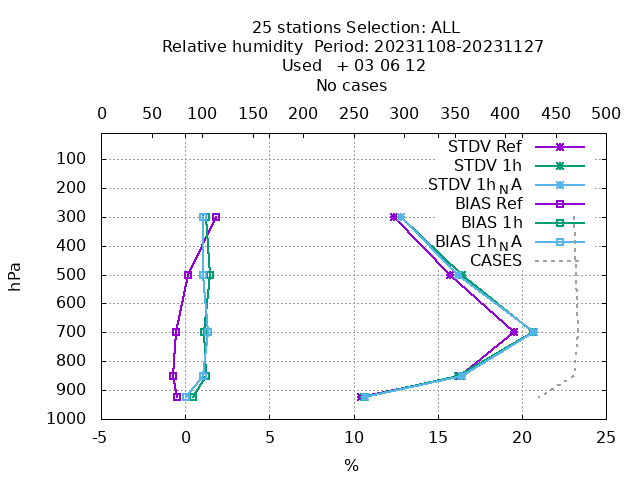 25 stations Selection: ALL
Relative humidity  Period: 20231108-20231127
Used   + 03 06 12
No cases
0 50 100 150 200 250 300 350 400 450 500
STDV Ref
STDV 1h
STDV 1h_NA
BIAS Ref
BIAS 1h
BIAS 1h_NA
CASES
100
200
300
400
500
600
700
800
900
1000
hPa
-5 0 5 10 15 20 25
%